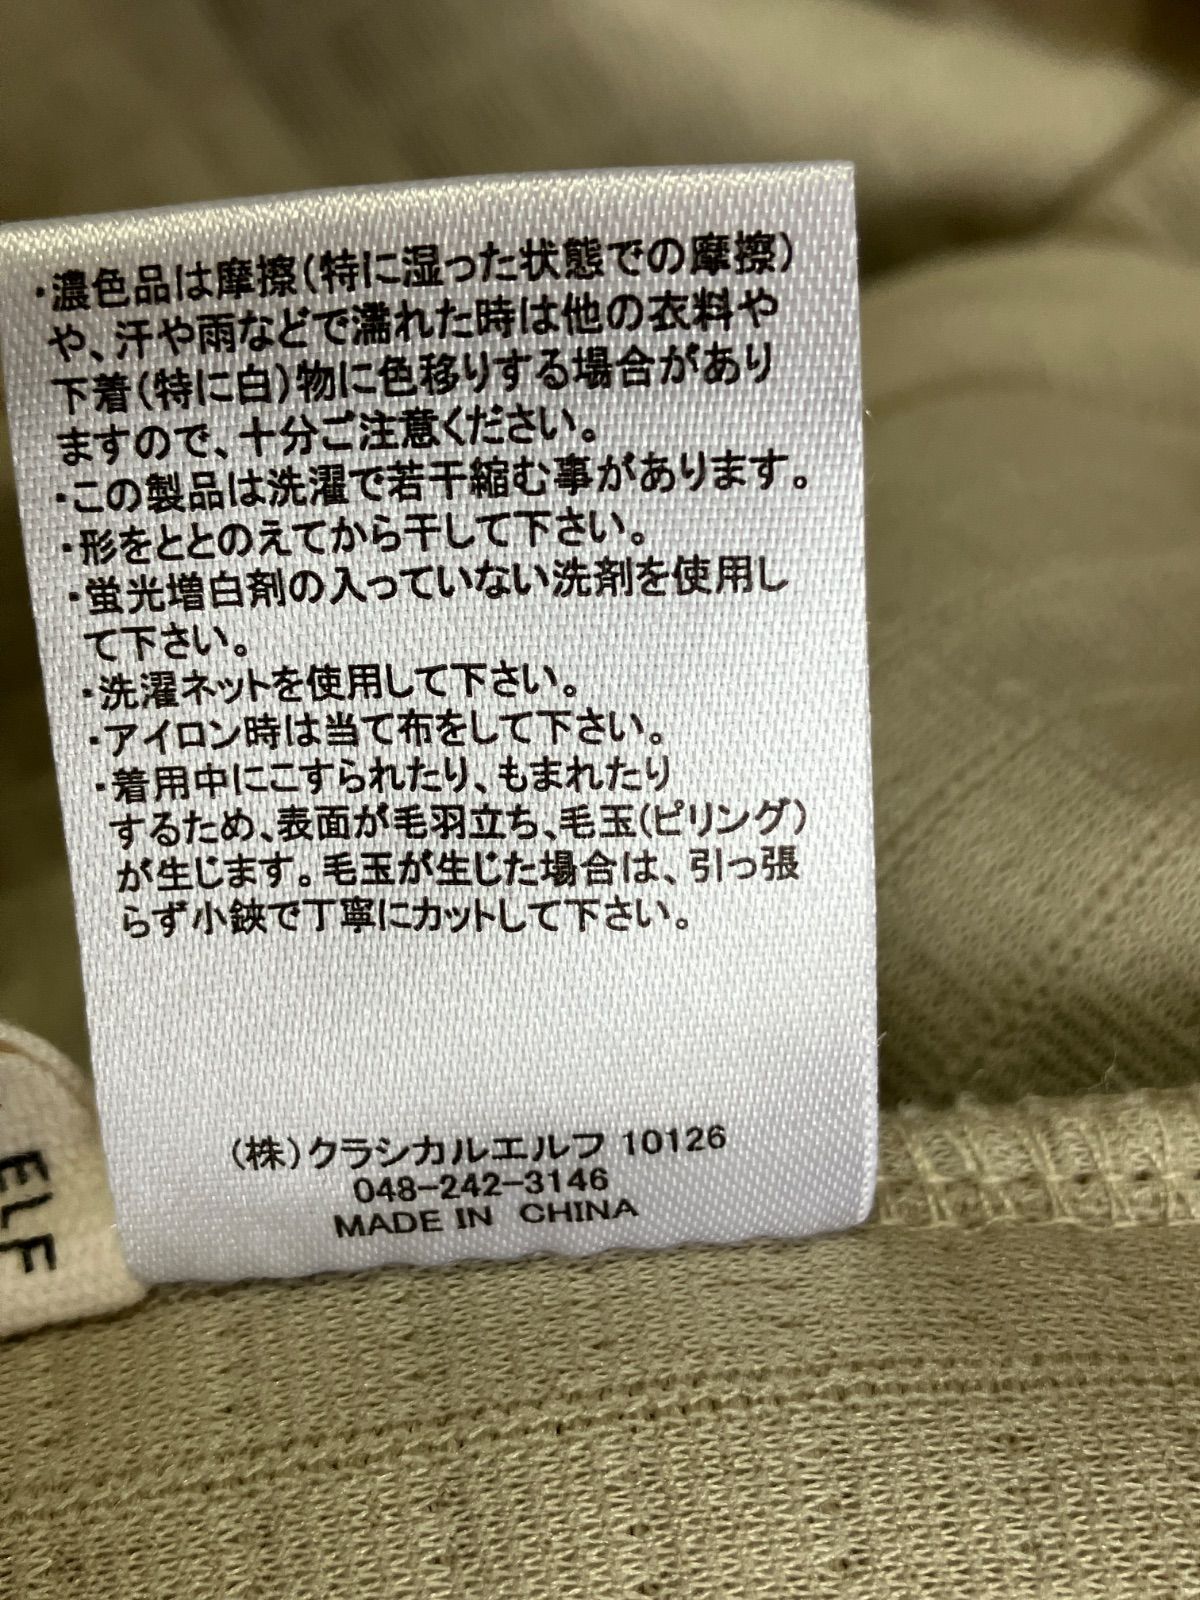 ・濃色品は摩擦(特に湿った状態での摩擦)
や、汗や雨などで濡れた時は他の衣料や
下着(特に白)物に色移りする場合があり
ますので、十分ご注意ください。
・この製品は洗濯で若干縮む事があります。
・形をととのえてから干して下さい。
・蛍光増白剤の入っていない洗剤を使用し
て下さい。
・洗濯ネットを使用して下さい。
・アイロン時は当て布をして下さい。
・着用中にこすられたり、もまれたり
するため、表面が毛羽立ち、毛玉(ピリング)
が生じます。毛玉が生じた場合は、引っ張
らず小鋏で丁寧にカットして下さい。
(株)クラシカルエルフ 10126
048-242-3146
MADE IN CHINA
ELF